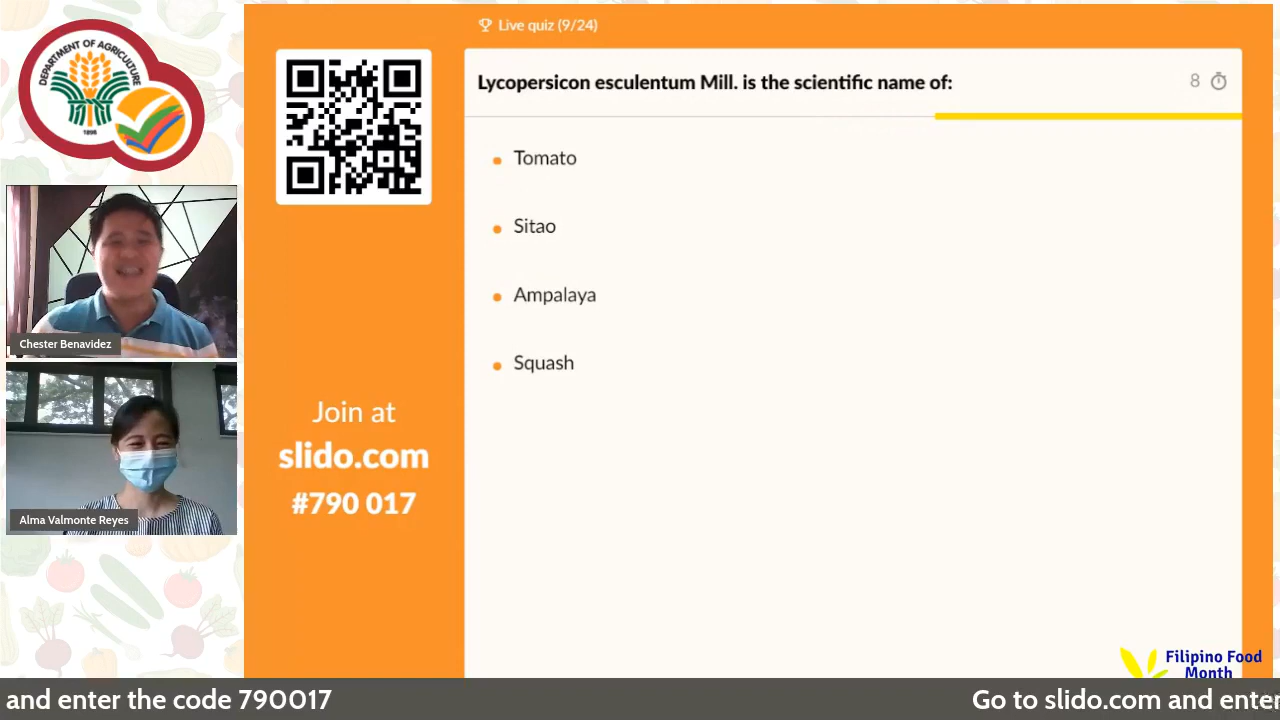 Live quiz (9/24)
DEPARTMENT OF AGRICULTURE
1898
Lycopersicon esculentum Mill. is the scientific name of:
8
Tomato
Sitao
Ampalaya
Squash
Chester Benavidez
Alma Valmonte Reyes
Join at
slido.com
#790 017
Filipino Food
Month
and enter the code 790017
Go to slido.com and enter